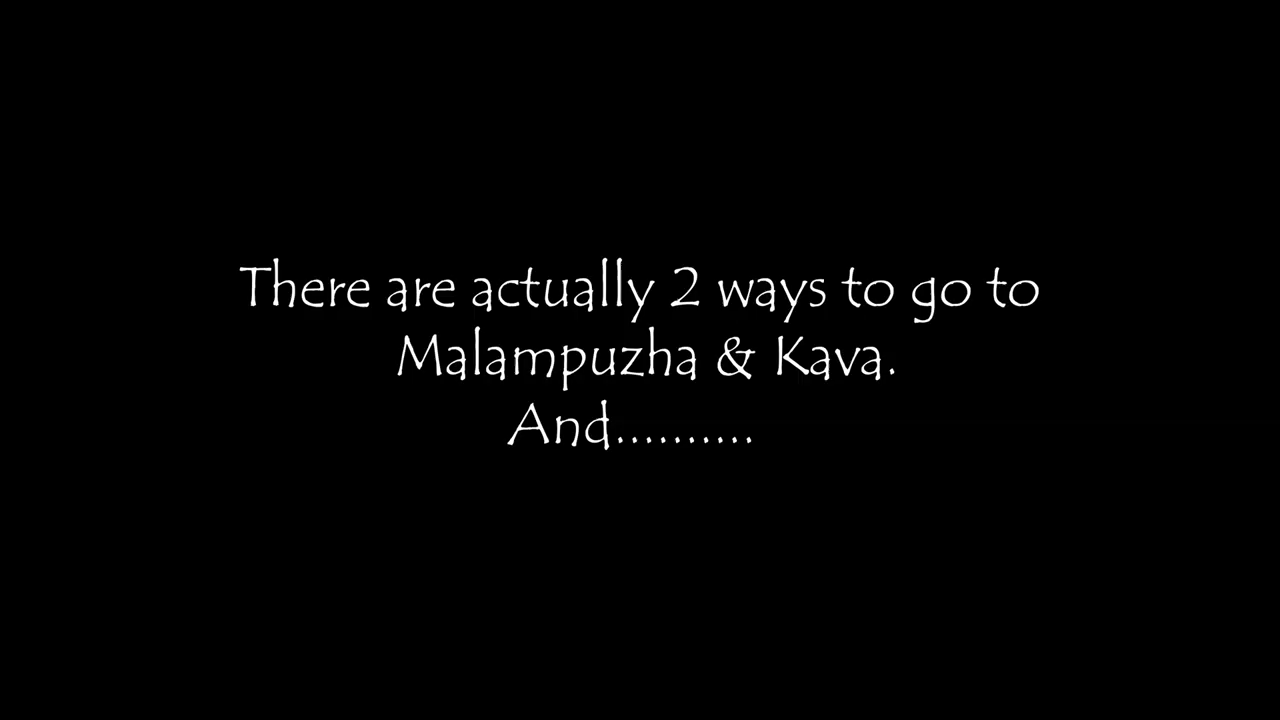 There are actually 2 ways to go to
Malampuzha & Kava.
And..........